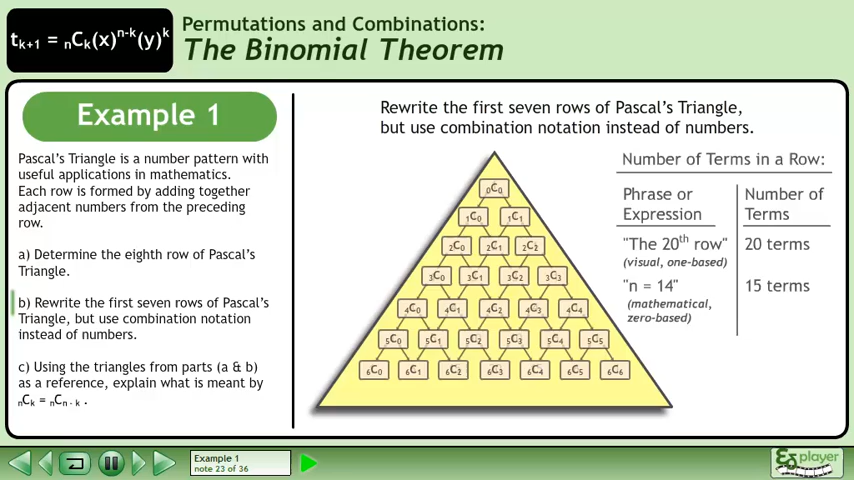 t_k+1 = _nC_k(x)^n-k(y)^k
Permutations and Combinations:
The Binomial Theorem
Example 1
Pascal's Triangle is a number pattern with
useful applications in mathematics.
Each row is formed by adding together
adjacent numbers from the preceding
row.
a) Determine the eighth row of Pascal's
Triangle.
b) Rewrite the first seven rows of Pascal's
Triangle, but use combination notation
instead of numbers.
c) Using the triangles from parts (a & b)
as a reference, explain what is meant by
_nC_k = _nC_n - k .
Rewrite the first seven rows of Pascal's Triangle,
but use combination notation instead of numbers.
₀C₀
₁C₀ ₁C₁
₂C₀ ₂C₁ ₂C₂
₃C₀ ₃C₁ ₃C₂ ₃C₃
₄C₀ ₄C₁ ₄C₂ ₄C₃ ₄C₄
₅C₀ ₅C₁ ₅C₂ ₅C₃ ₅C₄ ₅C₅
₆C₀ ₆C₁ ₆C₂ ₆C₃ ₆C₄ ₆C₅ ₆C₆
Number of Terms in a Row:
Phrase or Number of
Expression Terms
"The 20th row" 20 terms
(visual, one-based)
"n = 14" 15 terms
(mathematical,
zero-based)
Example 1
note 23 of 36
player